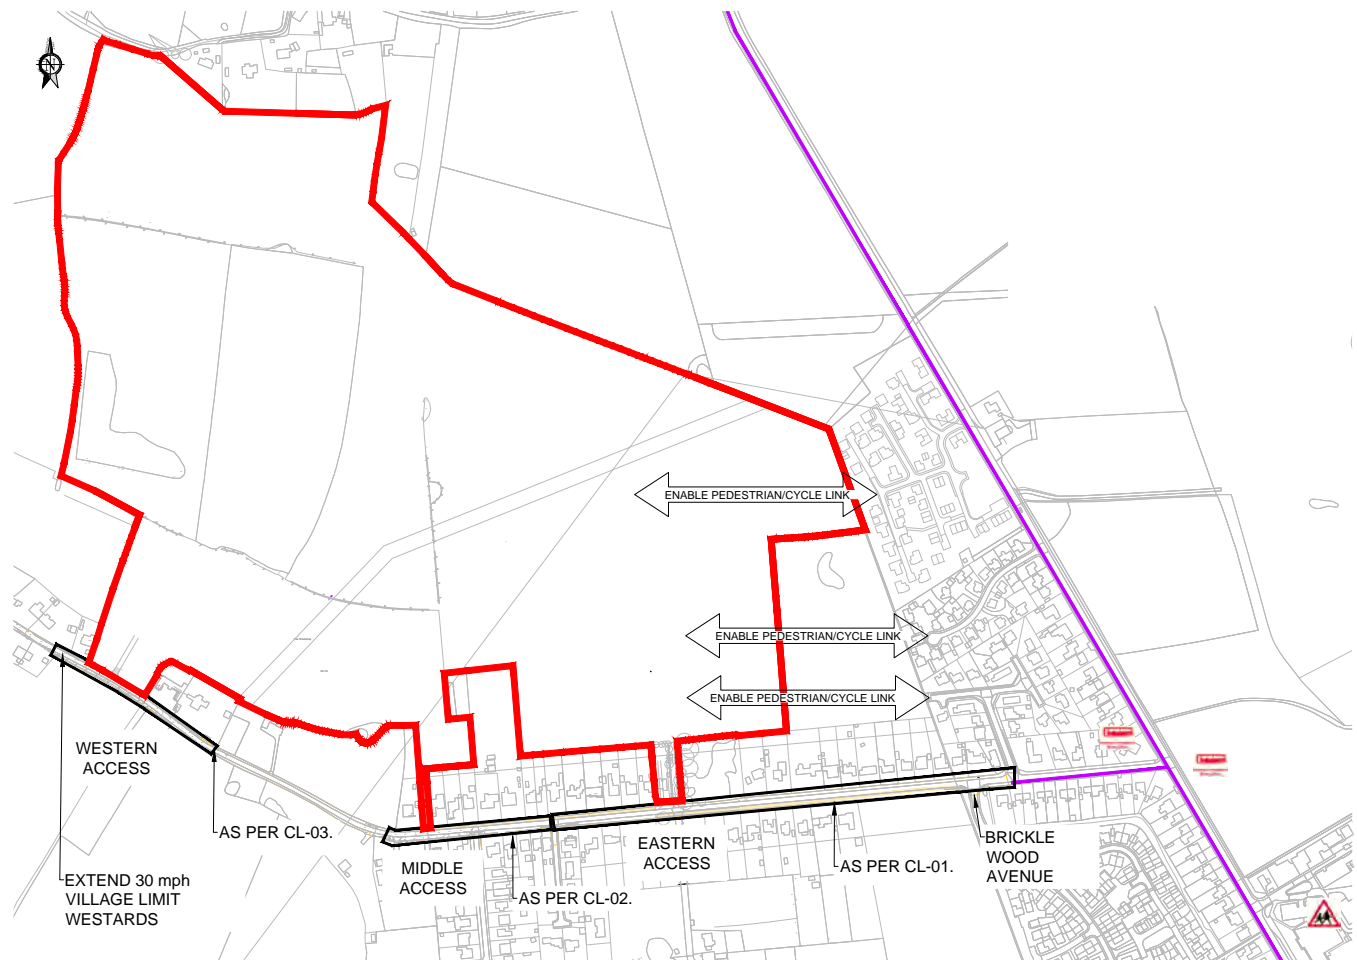 N
ENABLE PEDESTRIAN/CYCLE LINK
ENABLE PEDESTRIAN/CYCLE LINK
ENABLE PEDESTRIAN/CYCLE LINK
WESTERN
ACCESS
AS PER CL-03.
EXTEND 30 mph
VILLAGE LIMIT
WESTARDS
MIDDLE
ACCESS
AS PER CL-02.
EASTERN
ACCESS
AS PER CL-01.
BRICKLE
WOOD
AVENUE